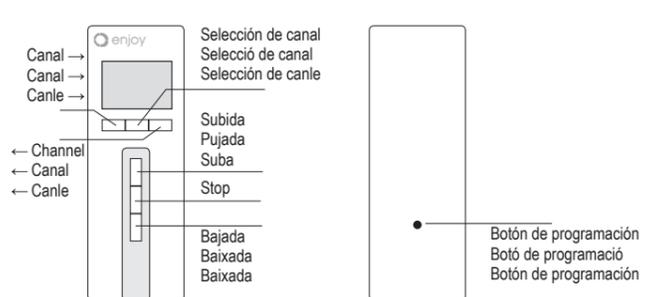 enjoy
Canal →
Canal →
Canle →
← Channel
← Canal
← Canle
Selección de canal
Selecció de canal
Selección de canle
Subida
Pujada
Suba
Stop
Bajada
Baixada
Baixada
Botón de programación
Botó de programació
Botón de programación